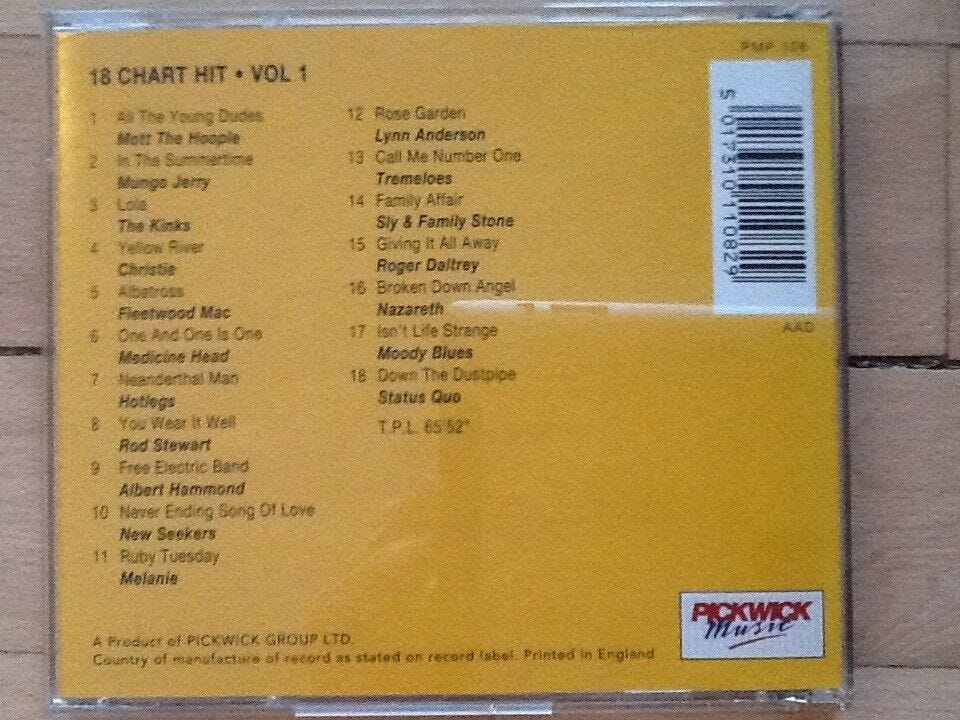 PMP 108
18 CHART HIT • VOL 1
1 All The Young Dudes
Mott The Hoople
2 In The Summertime
Mungo Jerry
3 Lola
The Kinks
4 Yellow River
Christie
5 Albatross
Fleetwood Mac
6 One And One Is One
Medicine Head
7 Neanderthal Man
Hotlegs
8 You Wear It Well
Rod Stewart
9 Free Electric Band
Albert Hammond
10 Never Ending Song Of Love
New Seekers
11 Ruby Tuesday
Melanie
12 Rose Garden
Lynn Anderson
13 Call Me Number One
Tremeloes
14 Family Affair
Sly & Family Stone
15 Giving It All Away
Roger Daltrey
16 Broken Down Angel
Nazareth
17 Isn't Life Strange
Moody Blues
18 Down The Dustpipe
Status Quo
T.P.L. 65'52"
5 017310 110829
AAD
PICKWICK
Music
A Product of PICKWICK GROUP LTD.
Country of manufacture of record as stated on record label. Printed in England